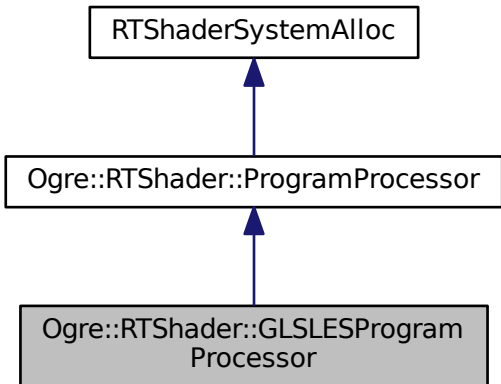 RTShaderSystemAlloc
Ogre::RTShader::ProgramProcessor
Ogre::RTShader::GLSLESProgram
Processor